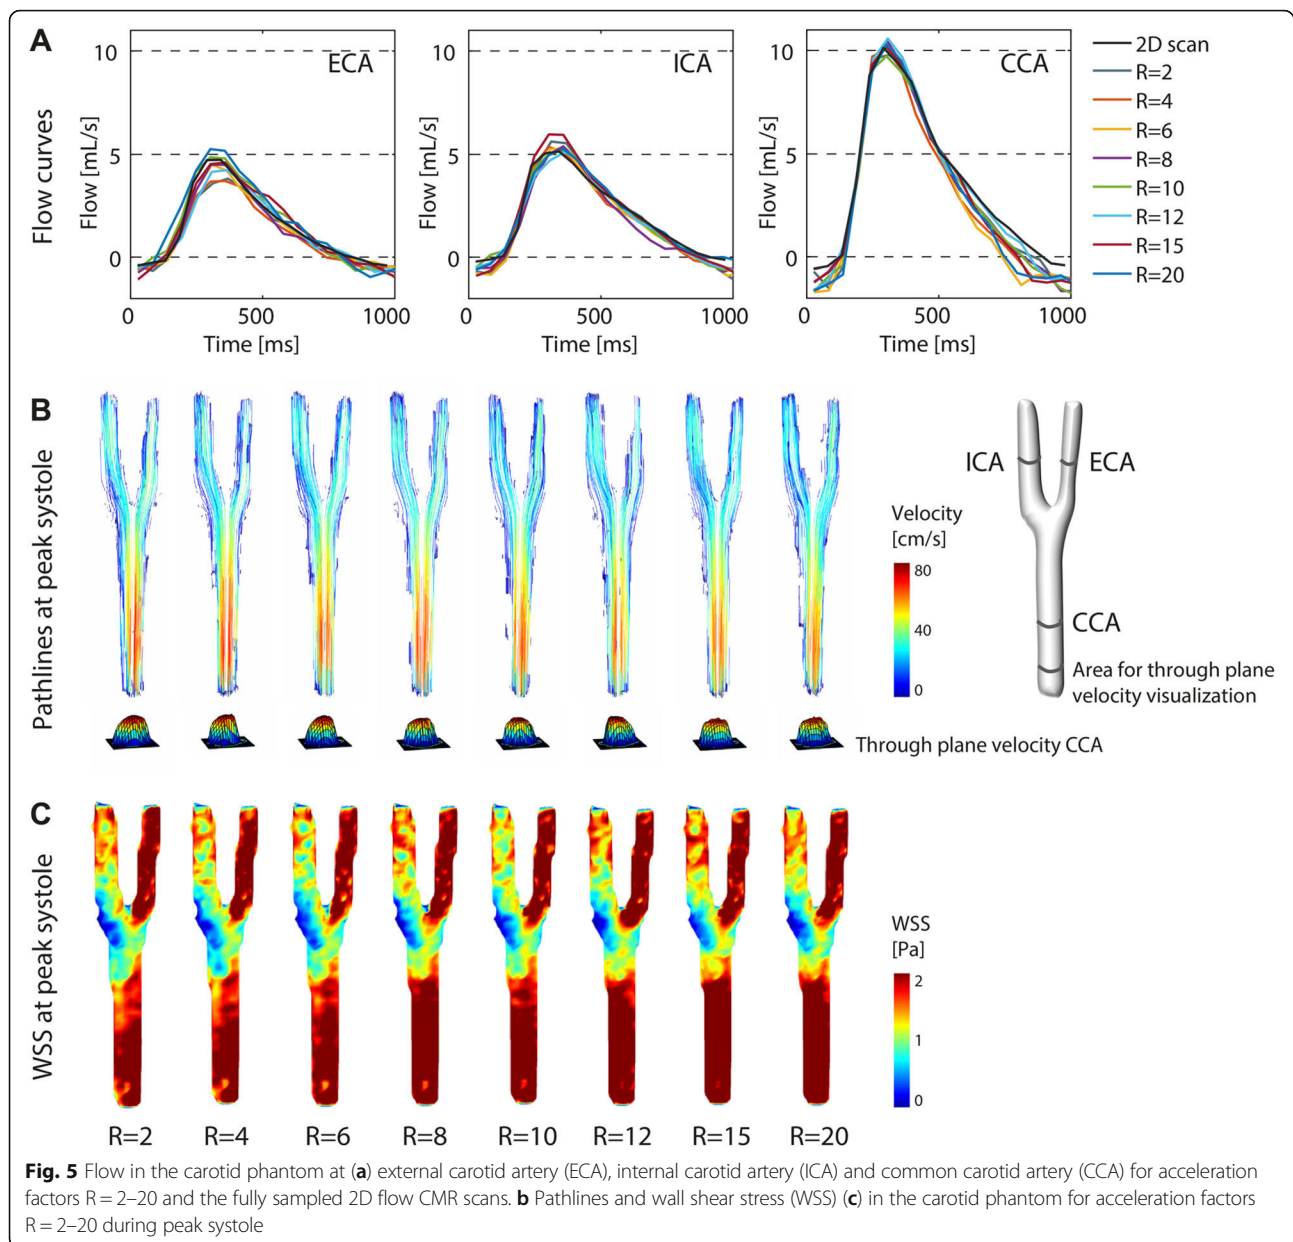 A
Flow curves
10
5
0
Flow [mL/s]
ECA
0
500
1000
Time [ms]
10
5
0
Flow [mL/s]
ICA
0
500
1000
Time [ms]
10
5
0
Flow [mL/s]
CCA
0
500
1000
Time [ms]
2D scan
R=2
R=4
R=6
R=8
R=10
R=12
R=15
R=20
B
Pathlines at peak systole
Velocity
[cm/s]
80
40
0
ICA
ECA
CCA
Area for through plane
velocity visualization
Through plane velocity CCA
C
WSS at peak systole
WSS
[Pa]
2
1
0
R=2 R=4 R=6 R=8 R=10 R=12 R=15 R=20
Fig. 5 Flow in the carotid phantom at (a) external carotid artery (ECA), internal carotid artery (ICA) and common carotid artery (CCA) for acceleration
factors R = 2–20 and the fully sampled 2D flow CMR scans. b Pathlines and wall shear stress (WSS) (c) in the carotid phantom for acceleration factors
R = 2–20 during peak systole